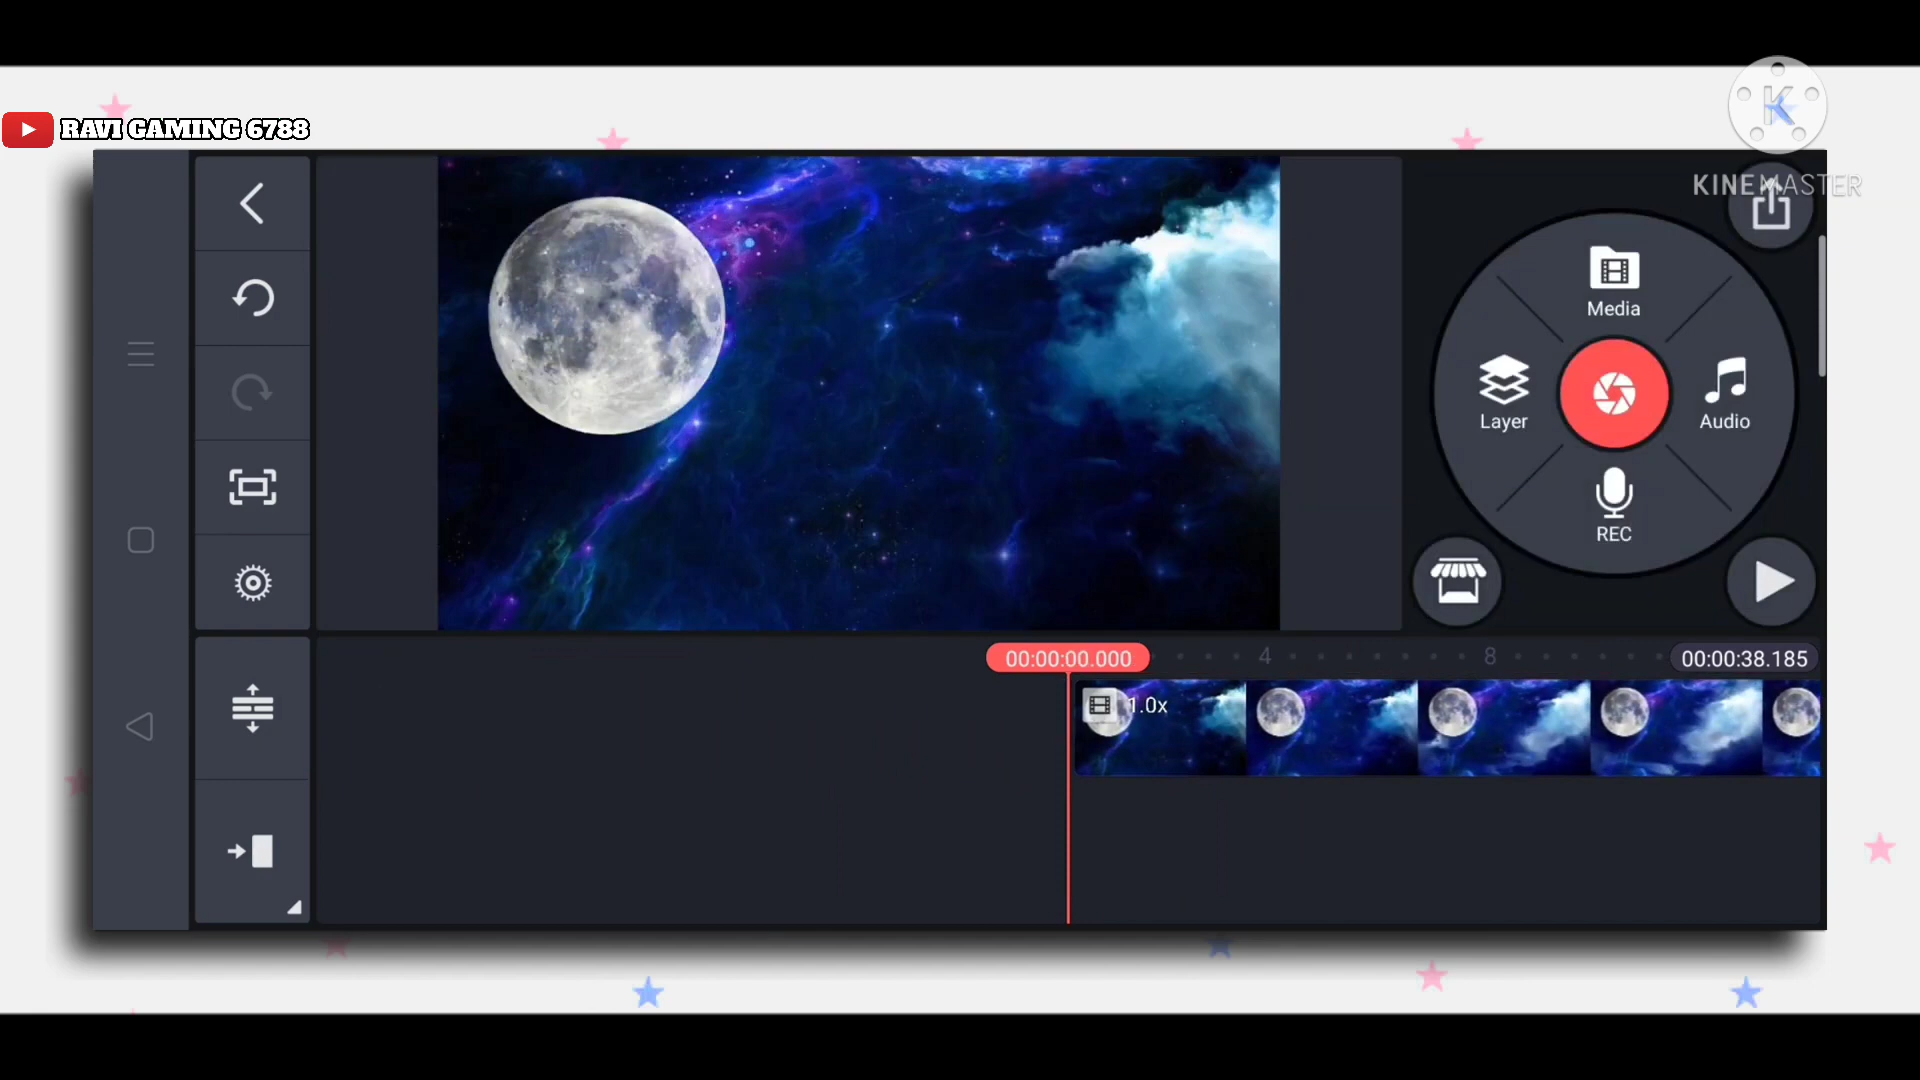 RAVI GAMING 6788
KINEMASTER
Media
Layer
Audio
REC
00:00:00.000
4
8
00:00:38.185
1.0x